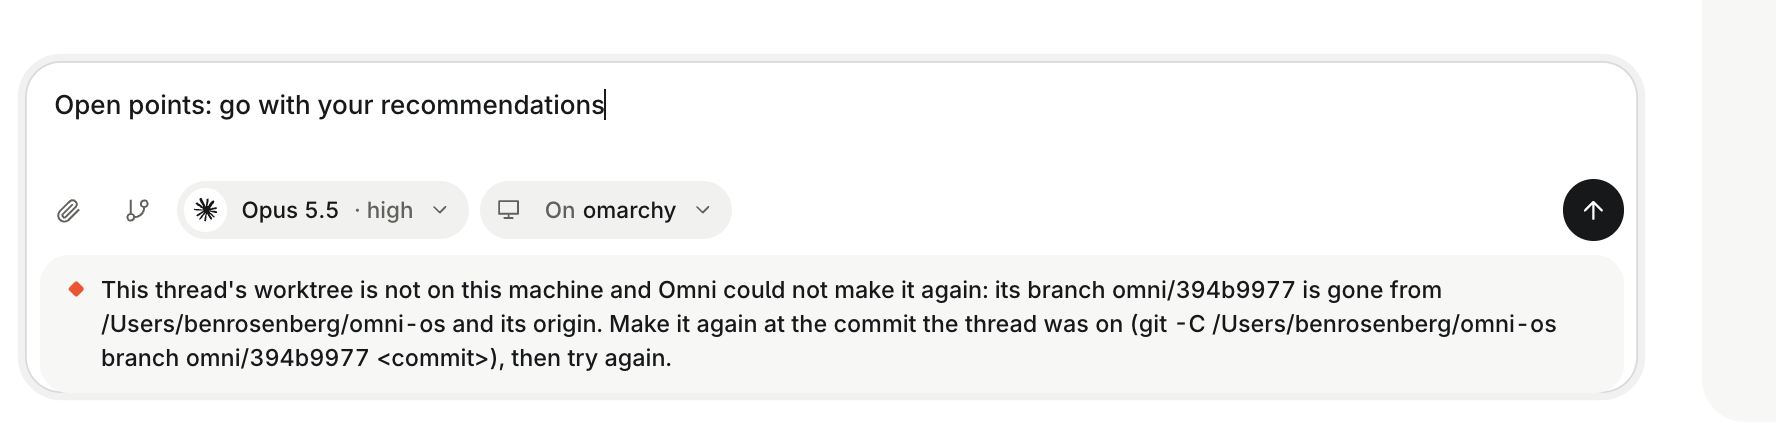 Open points: go with your recommendations
Opus 5.5 · high On omarchy
This thread's worktree is not on this machine and Omni could not make it again: its branch omni/394b9977 is gone from
/Users/benrosenberg/omni-os and its origin. Make it again at the commit the thread was on (git -C /Users/benrosenberg/omni-os
branch omni/394b9977 <commit>), then try again.